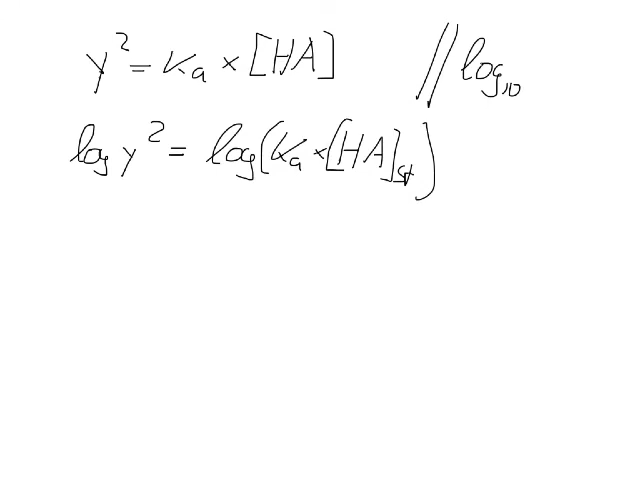 y² = Ka × [HA] // log₁₀
log y² = log(Ka × [HA]st)